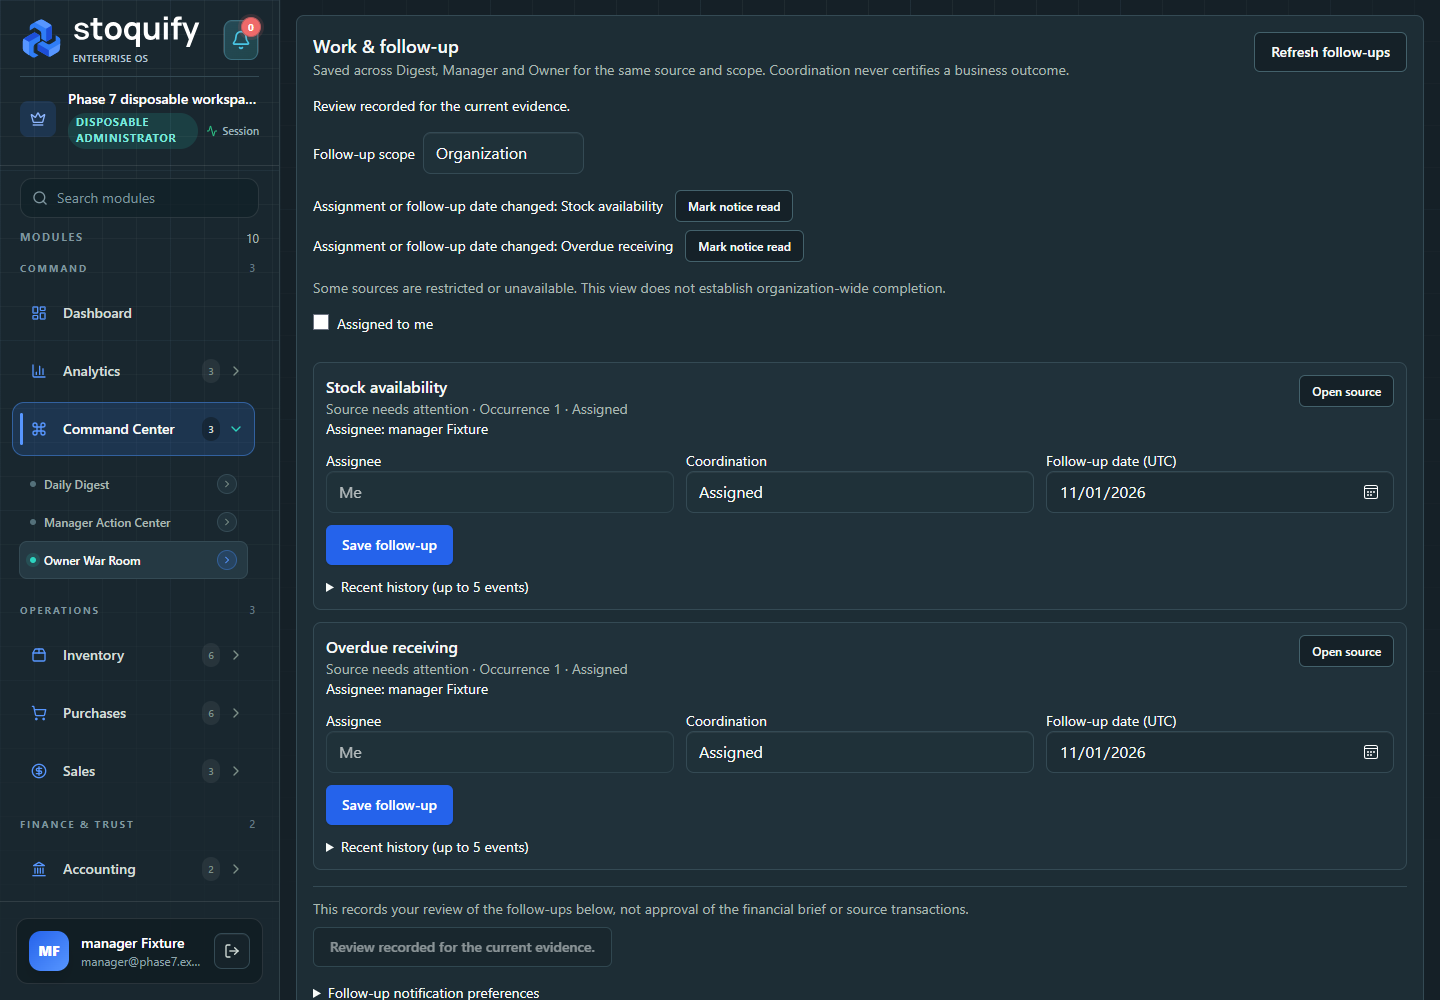 stoquify
ENTERPRISE OS
0
Phase 7 disposable workspa...
DISPOSABLE
ADMINISTRATOR
Session
Search modules
MODULES
10
COMMAND
3
Dashboard
Analytics
3
Command Center
3
Daily Digest
Manager Action Center
Owner War Room
OPERATIONS
3
Inventory
6
Purchases
6
Sales
3
FINANCE & TRUST
2
Accounting
2
MF
manager Fixture
manager@phase7.ex...
Work & follow-up
Saved across Digest, Manager and Owner for the same source and scope. Coordination never certifies a business outcome.
Refresh follow-ups
Review recorded for the current evidence.
Follow-up scope
Organization
Assignment or follow-up date changed: Stock availability
Mark notice read
Assignment or follow-up date changed: Overdue receiving
Mark notice read
Some sources are restricted or unavailable. This view does not establish organization-wide completion.
Assigned to me
Stock availability
Open source
Source needs attention · Occurrence 1 · Assigned
Assignee: manager Fixture
Assignee
Coordination
Follow-up date (UTC)
Me
Assigned
11/01/2026
Save follow-up
Recent history (up to 5 events)
Overdue receiving
Open source
Source needs attention · Occurrence 1 · Assigned
Assignee: manager Fixture
Assignee
Coordination
Follow-up date (UTC)
Me
Assigned
11/01/2026
Save follow-up
Recent history (up to 5 events)
This records your review of the follow-ups below, not approval of the financial brief or source transactions.
Review recorded for the current evidence.
Follow-up notification preferences